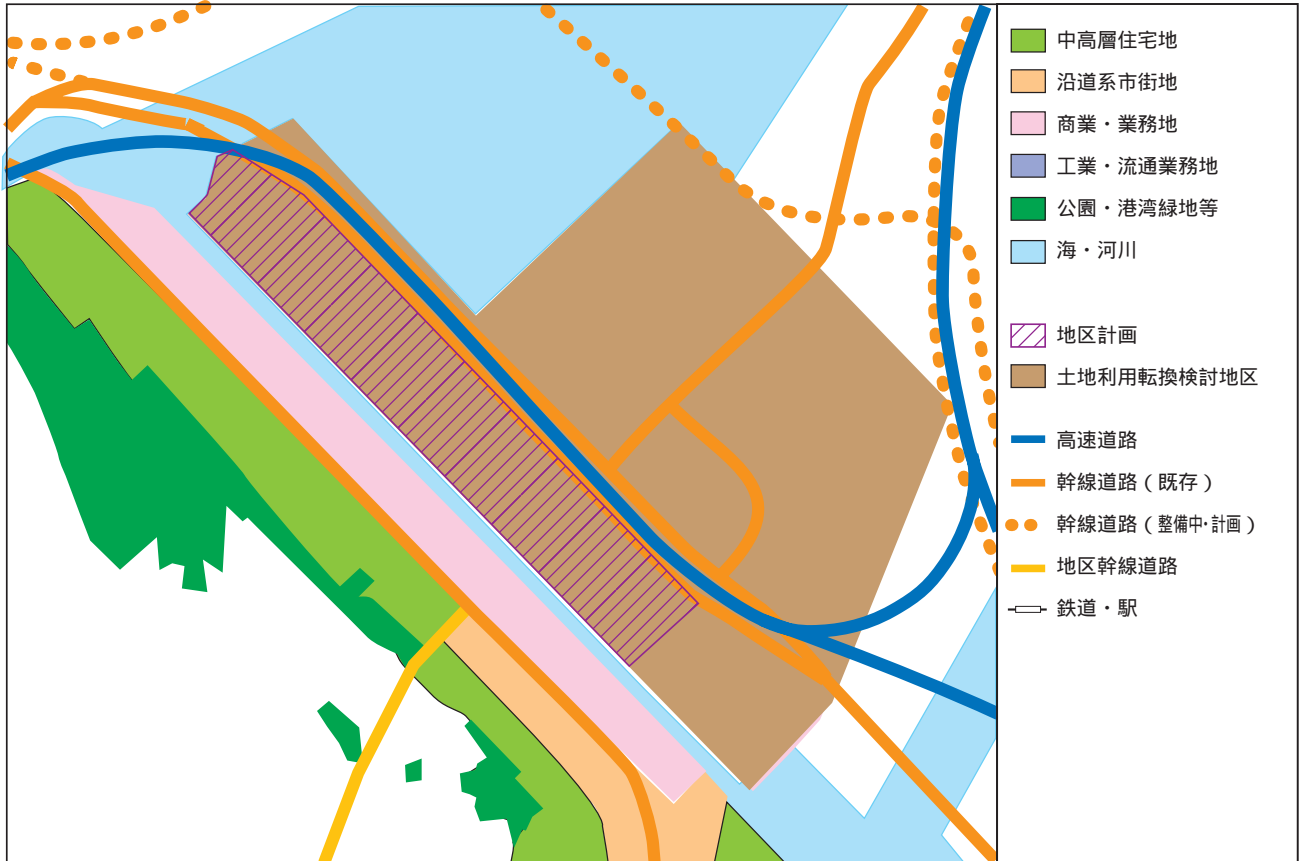 中高層住宅地
沿道系市街地
商業・業務地
工業・流通業務地
公園・港湾緑地等
海・河川
地区計画
土地利用転換検討地区
高速道路
幹線道路（既存）
幹線道路（整備中・計画）
地区幹線道路
鉄道・駅